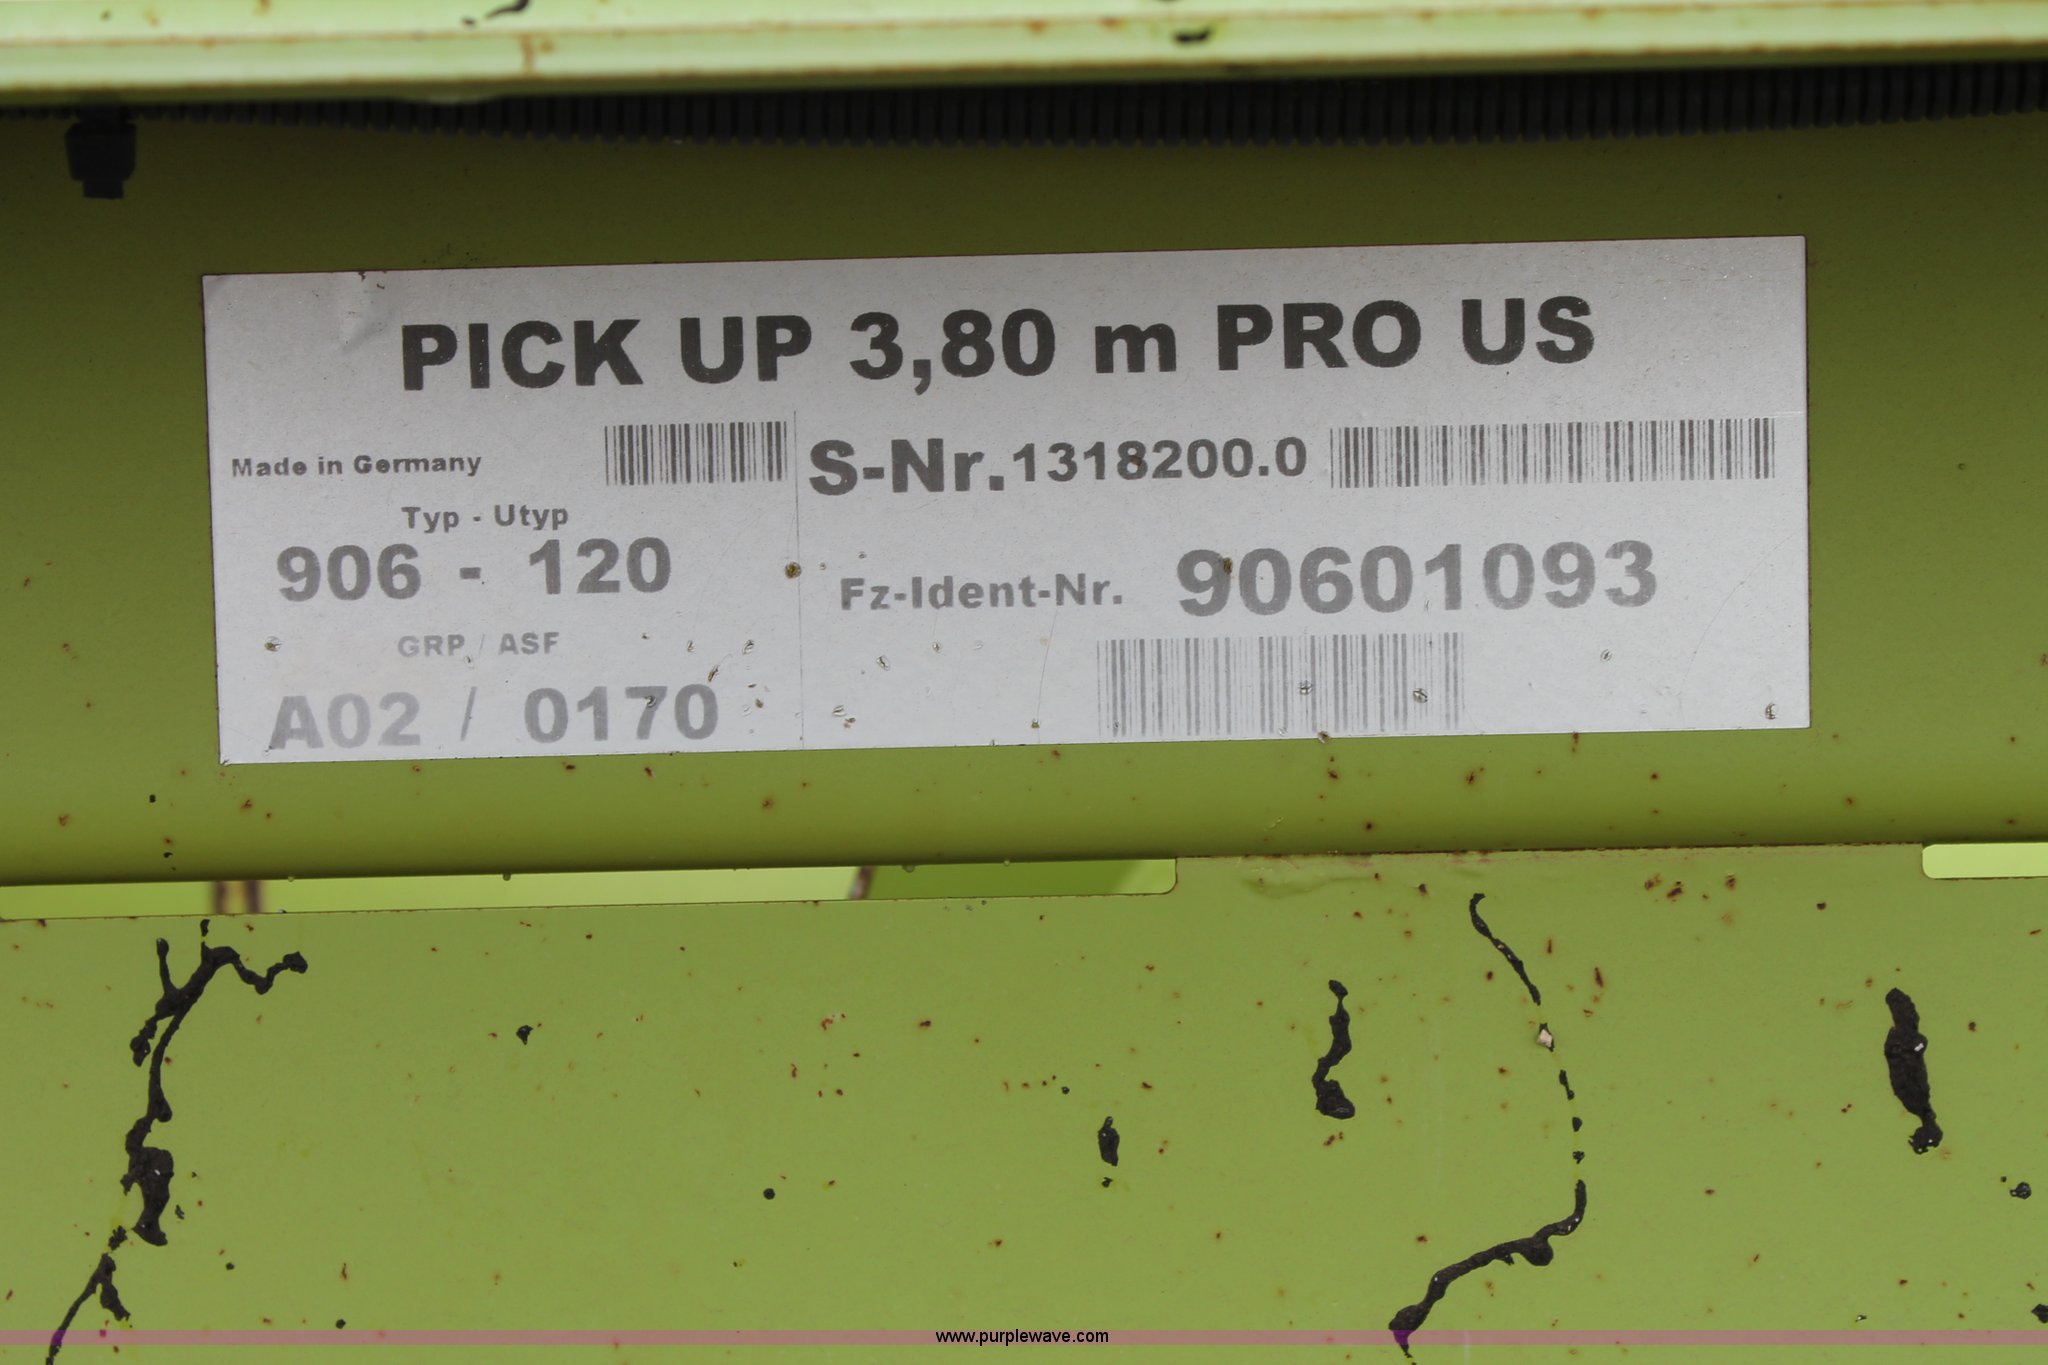 PICK UP 3,80 m PRO US
Made in Germany
S-Nr. 1318200.0
Typ - Utyp
906 - 120
Fz-Ident-Nr. 90601093
GRP / ASF
A02 / 0170
www.purplewave.com